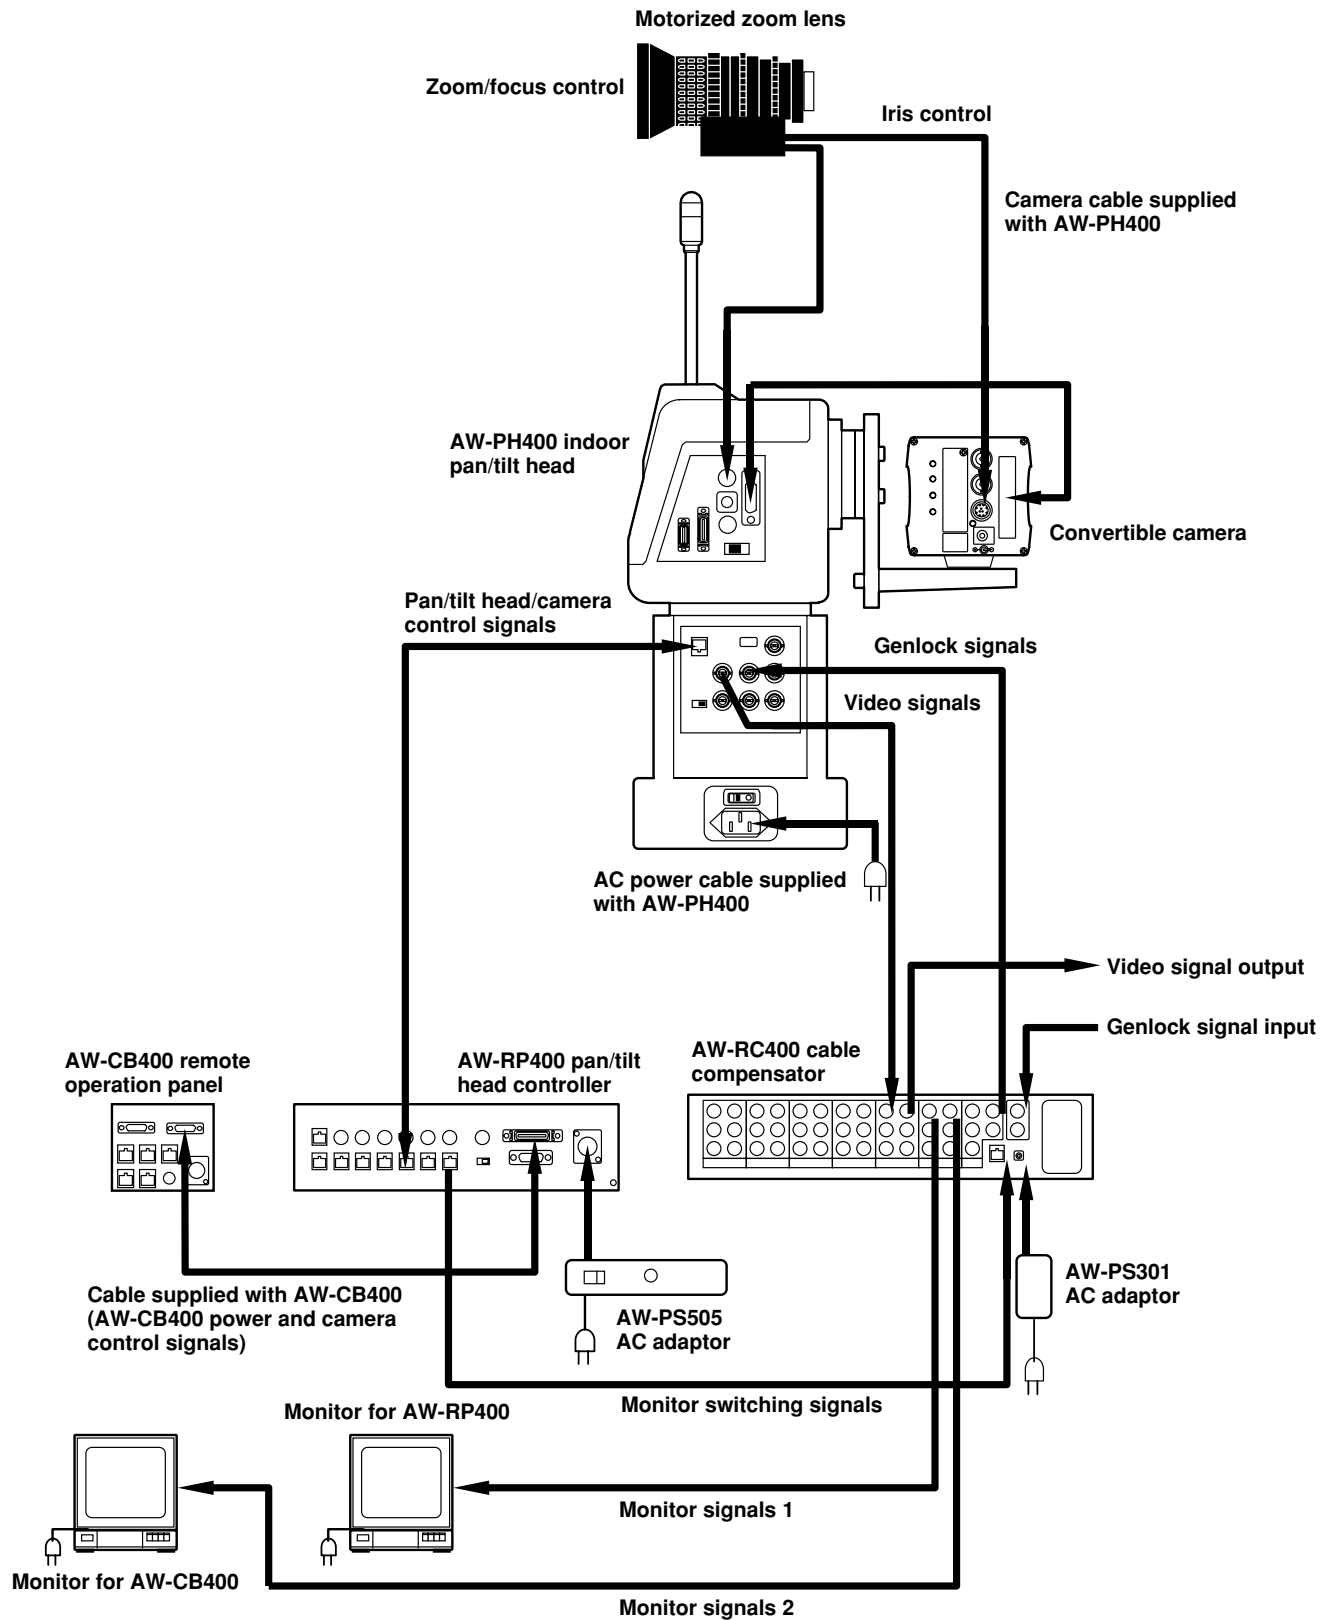 Motorized zoom lens
Zoom/focus control
Iris control
Camera cable supplied
with AW-PH400
AW-PH400 indoor
pan/tilt head
Convertible camera
Pan/tilt head/camera
control signals
Genlock signals
Video signals
AC power cable supplied
with AW-PH400
Video signal output
Genlock signal input
AW-CB400 remote
operation panel
AW-RP400 pan/tilt
head controller
AW-RC400 cable
compensator
Cable supplied with AW-CB400
(AW-CB400 power and camera
control signals)
AW-PS505
AC adaptor
AW-PS301
AC adaptor
Monitor switching signals
Monitor for AW-RP400
Monitor signals 1
Monitor for AW-CB400
Monitor signals 2